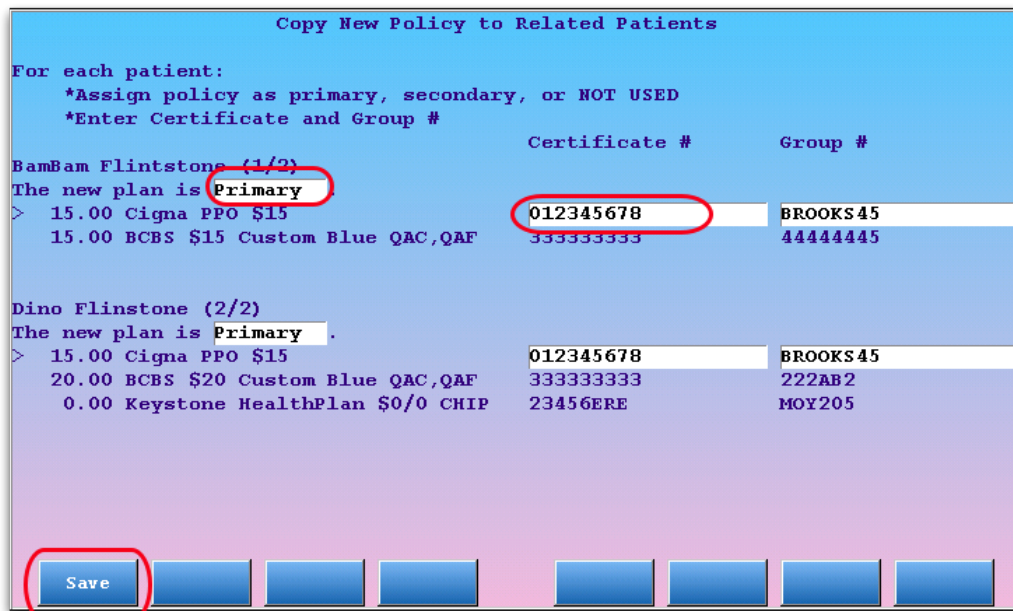 Copy New Policy to Related Patients
For each patient:
*Assign policy as primary, secondary, or NOT USED
*Enter Certificate and Group #
Certificate # Group #
BamBam Flintstone (1/2)
The new plan is Primary .
> 15.00 Cigna PPO $15 012345678 BROOKS45
15.00 BCBS $15 Custom Blue QAC,QAF 333333333 44444445
Dino Flinstone (2/2)
The new plan is Primary .
> 15.00 Cigna PPO $15 012345678 BROOKS45
20.00 BCBS $20 Custom Blue QAC,QAF 333333333 222AB2
0.00 Keystone HealthPlan $0/0 CHIP 23456ERE MOY205
Save